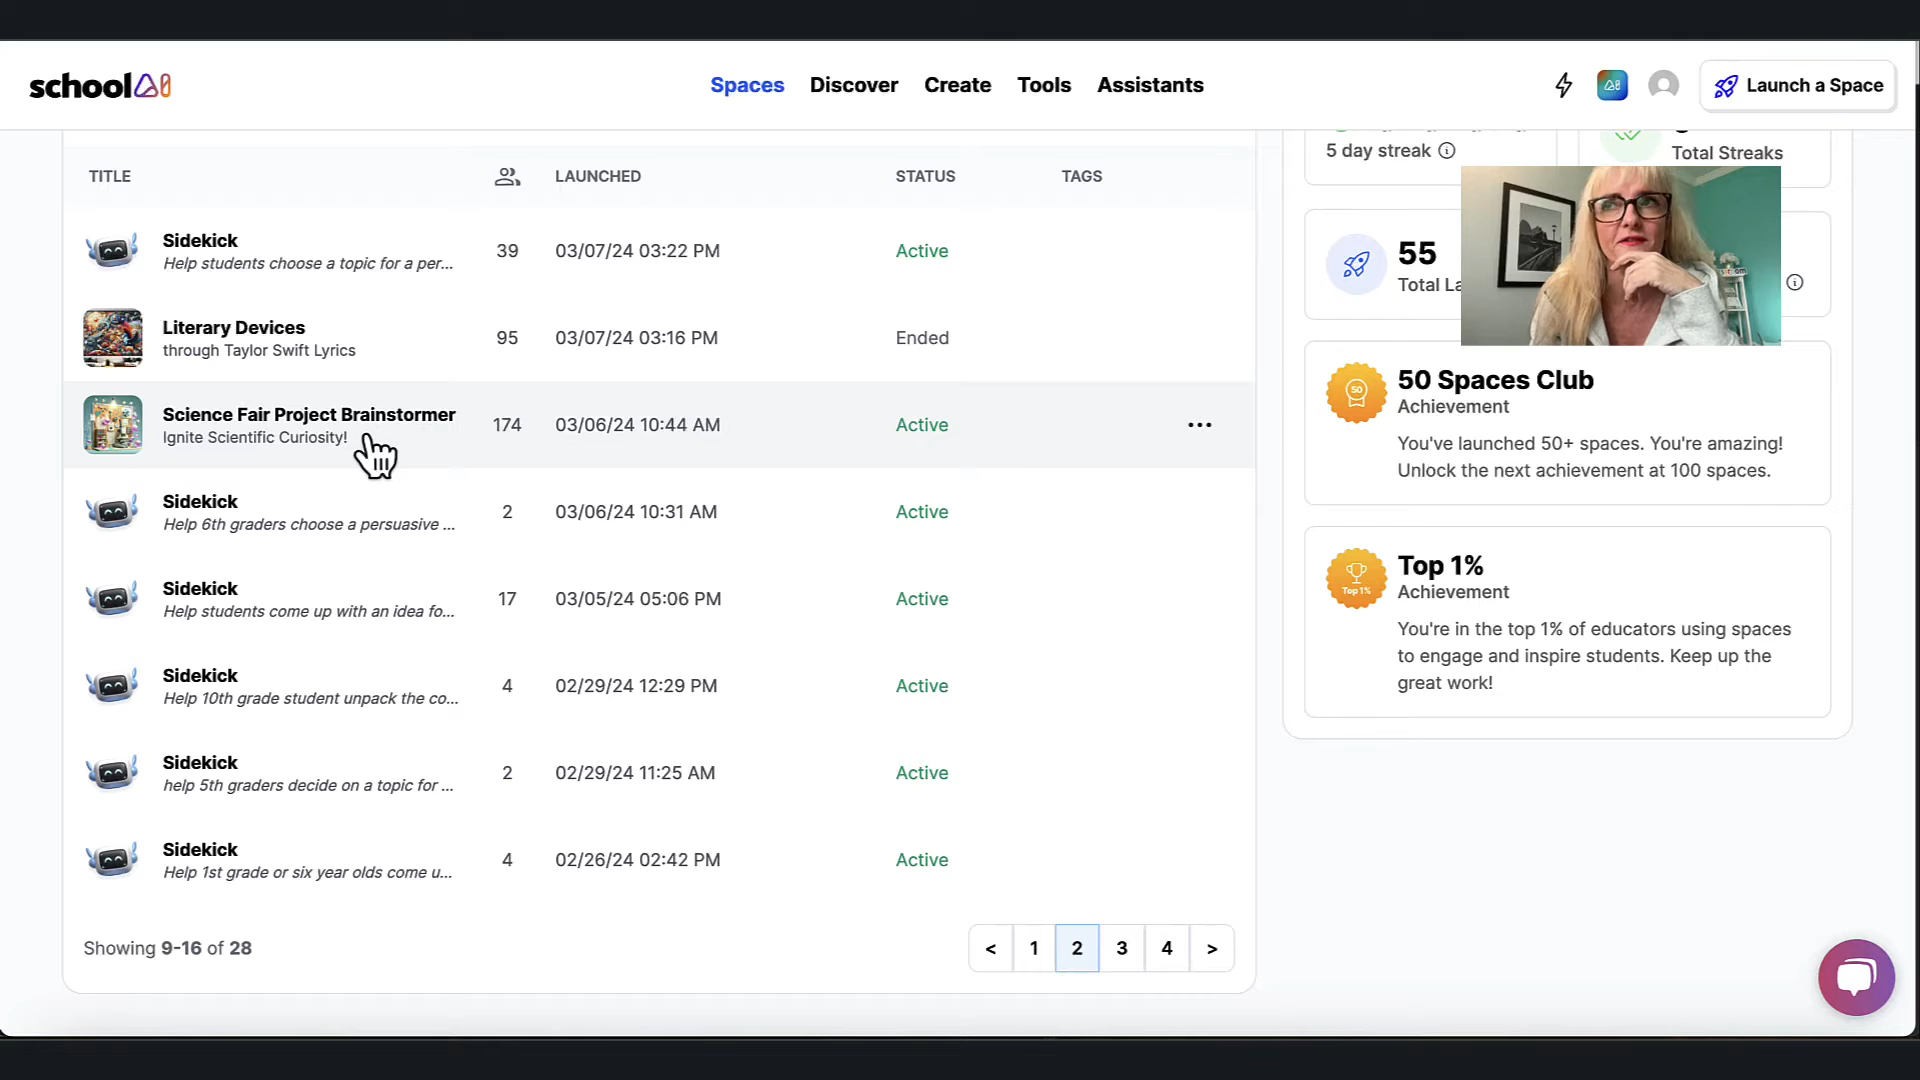 schoolAI
Spaces Discover Create Tools Assistants
Launch a Space
TITLE LAUNCHED STATUS TAGS
Sidekick
Help students choose a topic for a per...
39 03/07/24 03:22 PM Active
Literary Devices
through Taylor Swift Lyrics
95 03/07/24 03:16 PM Ended
Science Fair Project Brainstormer
Ignite Scientific Curiosity!
174 03/06/24 10:44 AM Active
Sidekick
Help 6th graders choose a persuasive ...
2 03/06/24 10:31 AM Active
Sidekick
Help students come up with an idea fo...
17 03/05/24 05:06 PM Active
Sidekick
Help 10th grade student unpack the co...
4 02/29/24 12:29 PM Active
Sidekick
help 5th graders decide on a topic for ...
2 02/29/24 11:25 AM Active
Sidekick
Help 1st grade or six year olds come u...
4 02/26/24 02:42 PM Active
Showing 9-16 of 28
< 1 2 3 4 >
5 day streak
Total Streaks
55
Total La
50
50 Spaces Club
Achievement
You've launched 50+ spaces. You're amazing!
Unlock the next achievement at 100 spaces.
Top 1%
Top 1%
Achievement
You're in the top 1% of educators using spaces
to engage and inspire students. Keep up the
great work!